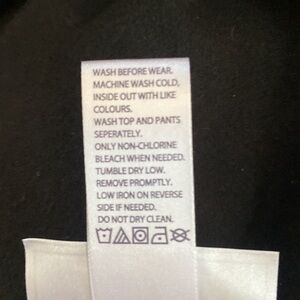 WASH BEFORE WEAR.
MACHINE WASH COLD,
INSIDE OUT WITH LIKE
COLOURS.
WASH TOP AND PANTS
SEPERATELY.
ONLY NON-CHLORINE
BLEACH WHEN NEEDED.
TUMBLE DRY LOW.
REMOVE PROMPTLY.
LOW IRON ON REVERSE
SIDE IF NEEDED.
DO NOT DRY CLEAN.